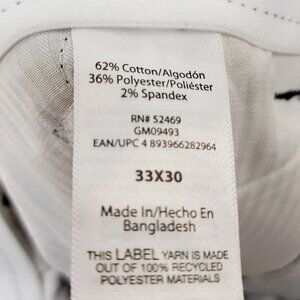 62% Cotton/Algodón
36% Polyester/Poliéster
2% Spandex
RN# 52469
GM09493
EAN/UPC 4 893966282964
33X30
Made In/Hecho En
Bangladesh
THIS LABEL YARN IS MADE
OUT OF 100% RECYCLED
POLYESTER MATERIALS